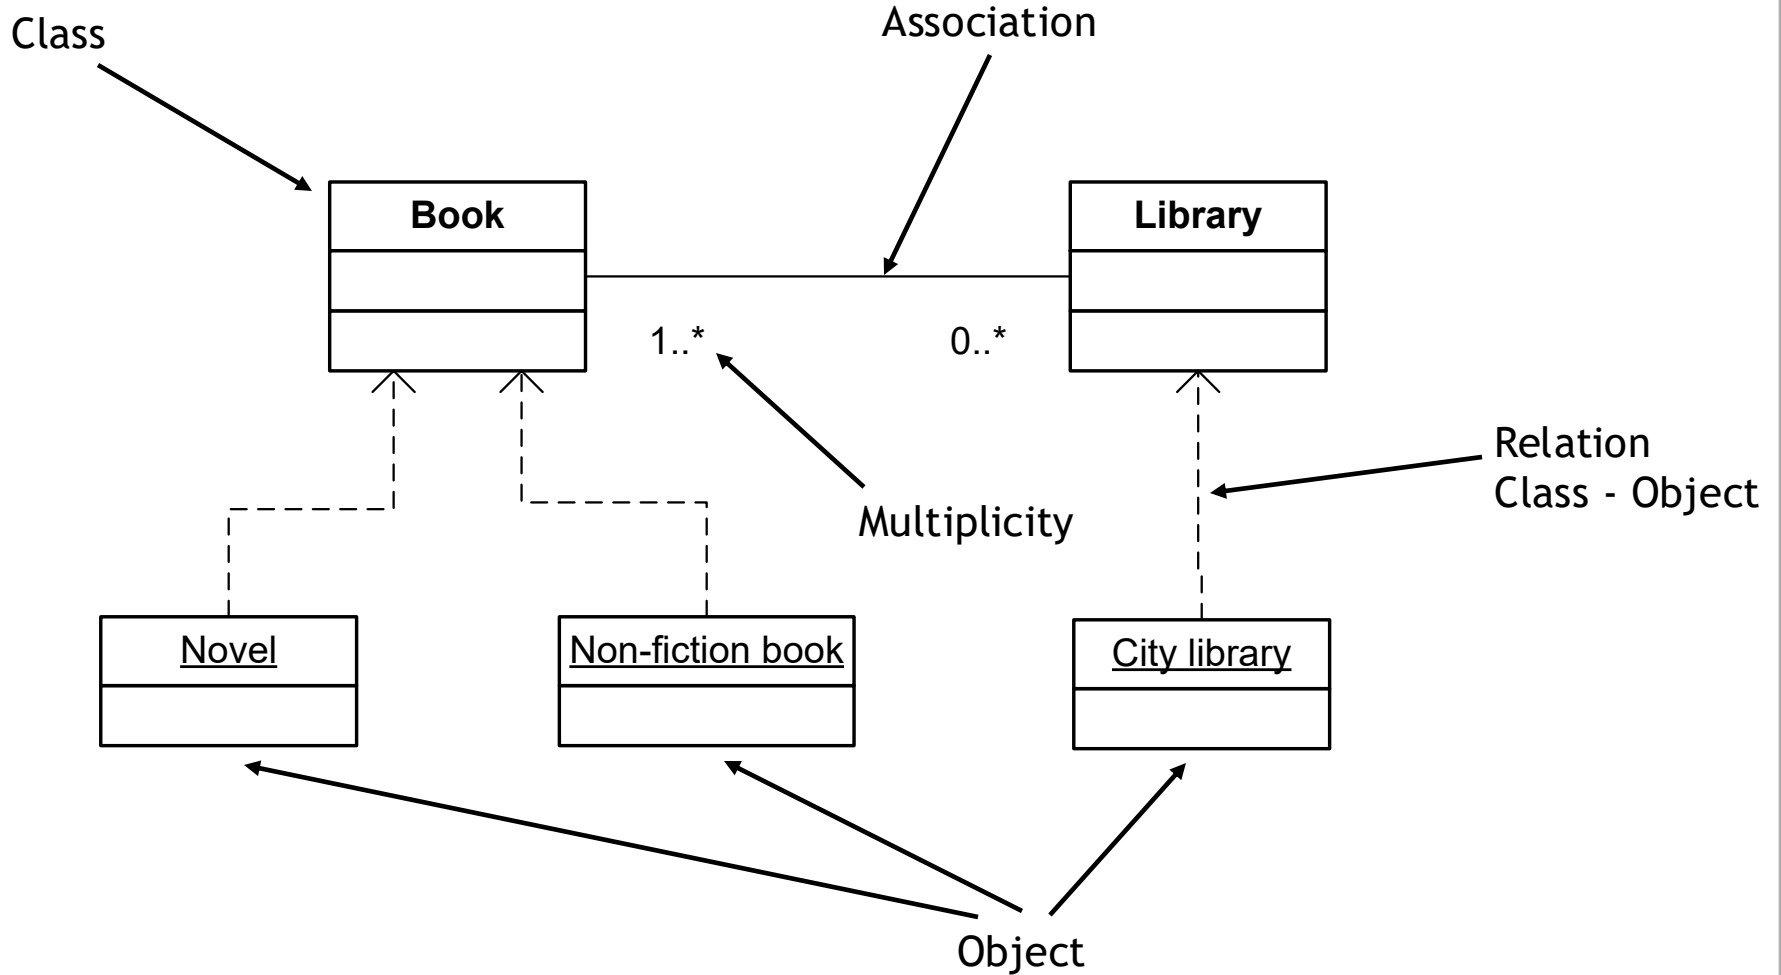 Class
Association
Book
Library
1..*
0..*
Relation
Class - Object
Multiplicity
Novel
Non-fiction book
City library
Object